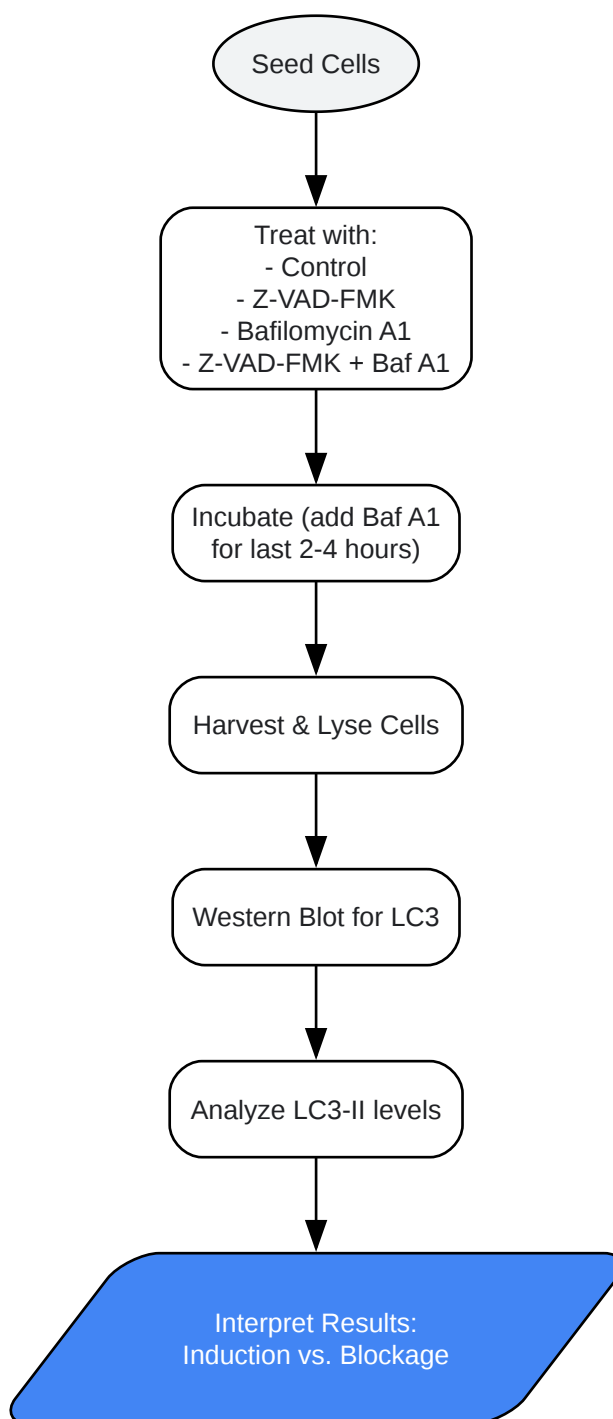 Seed Cells
Treat with:
- Control
- Z-VAD-FMK
- Bafilomycin A1
- Z-VAD-FMK + Baf A1
Incubate (add Baf A1
for last 2-4 hours)
Harvest & Lyse Cells
Western Blot for LC3
Analyze LC3-II levels
Interpret Results:
Induction vs. Blockage